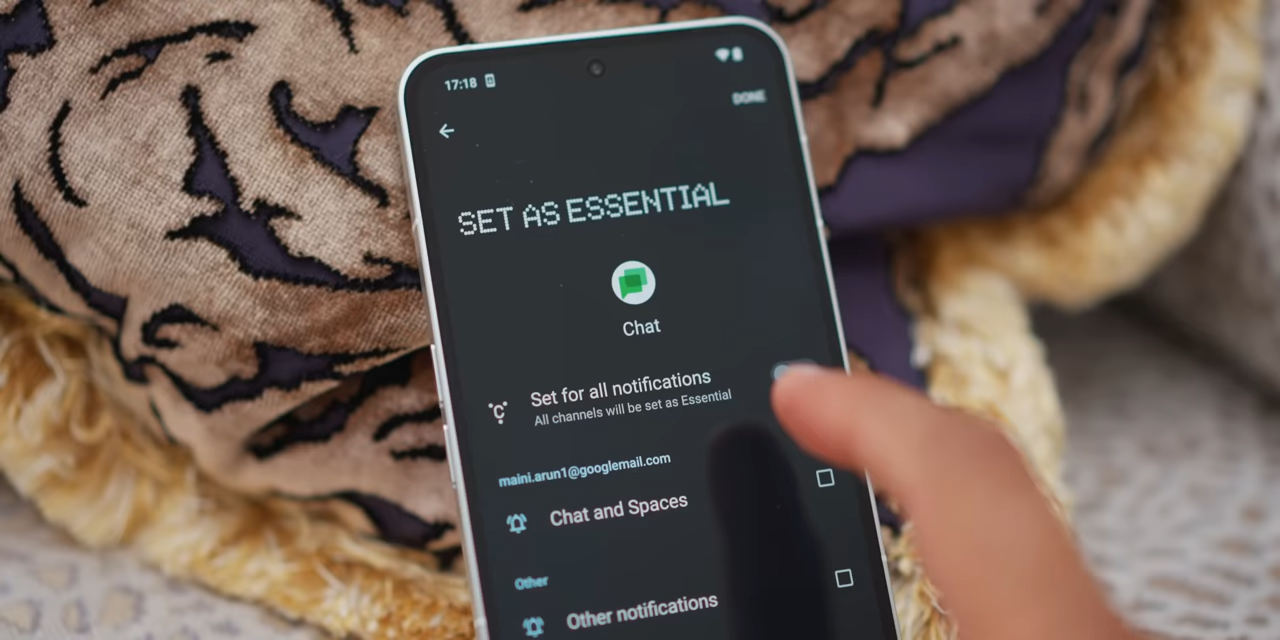 17:18
DONE
SET AS ESSENTIAL
Chat
Set for all notifications
All channels will be set as Essential
maini.arun1@googlemail.com
Chat and Spaces
Other
Other notifications